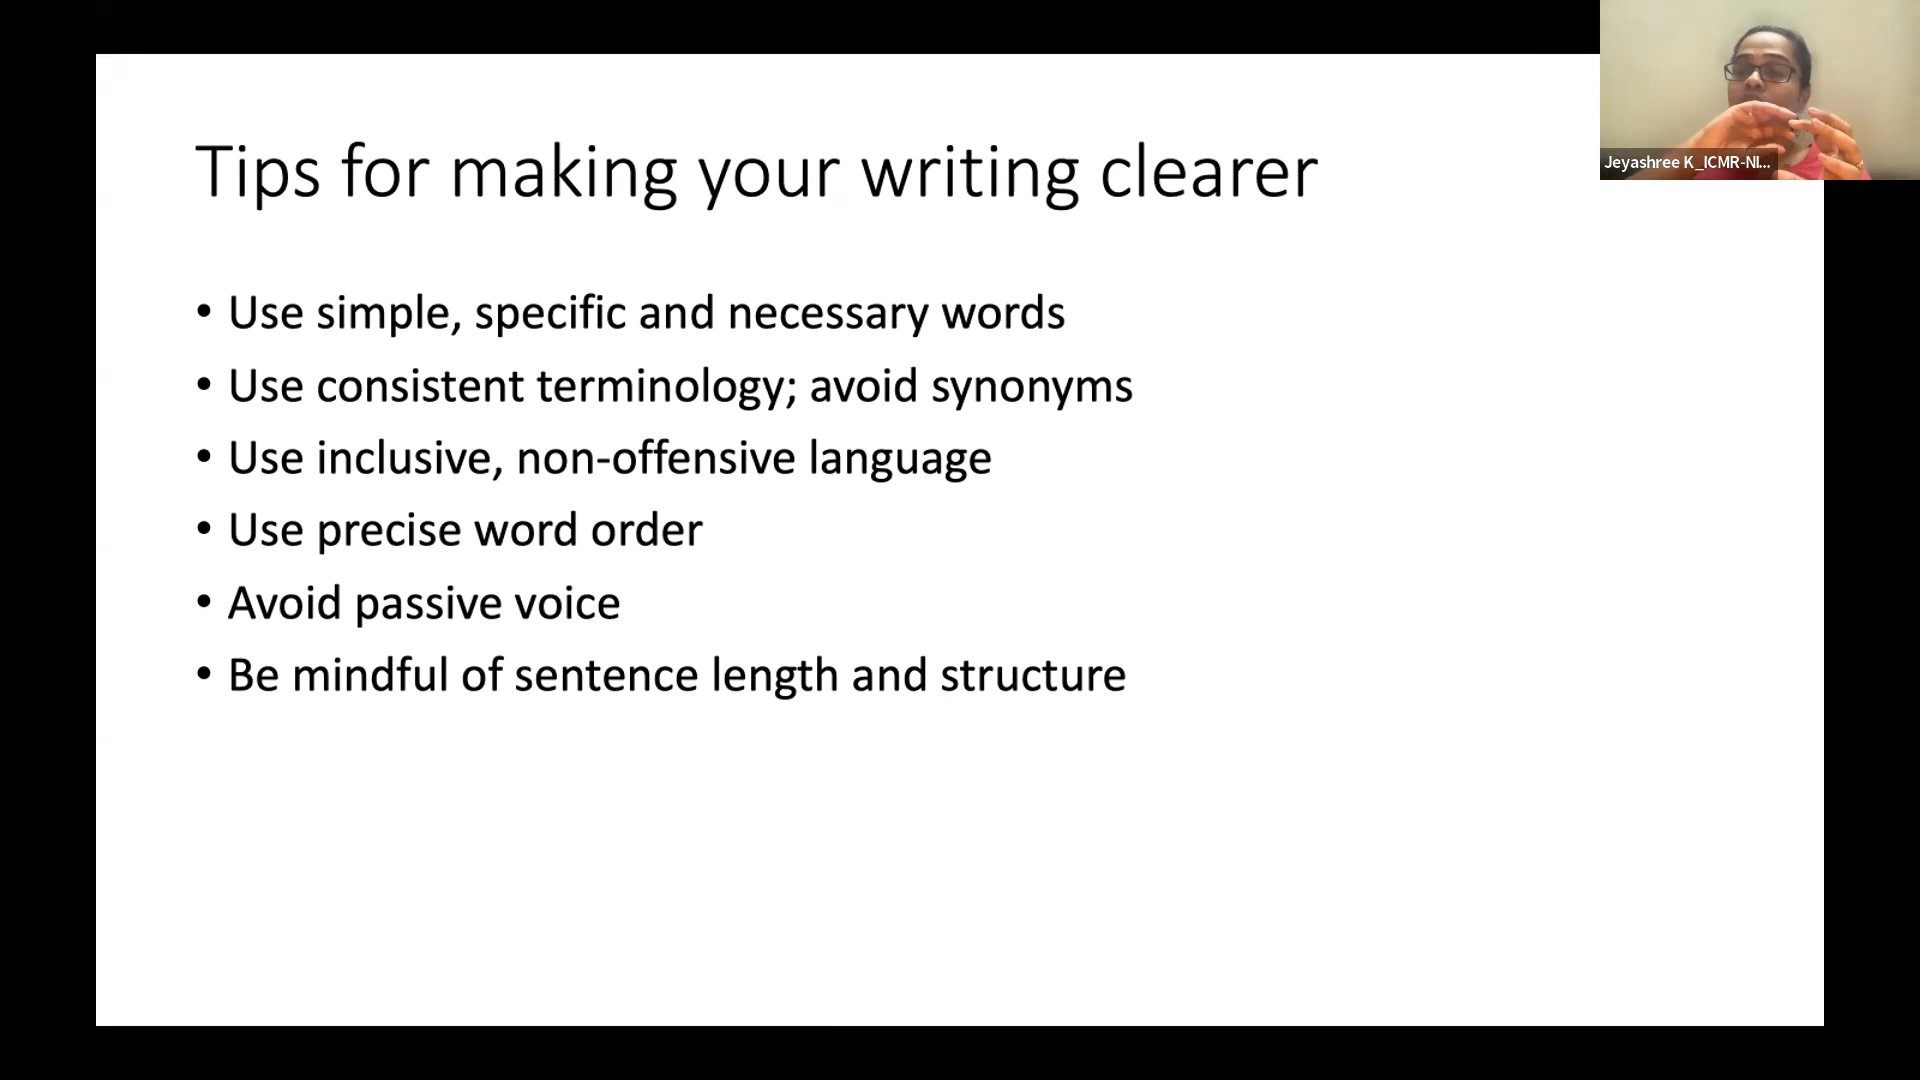 Tips for making your writing clearer
• Use simple, specific and necessary words
• Use consistent terminology; avoid synonyms
• Use inclusive, non-offensive language
• Use precise word order
• Avoid passive voice
• Be mindful of sentence length and structure
Jeyashree K_ICMR-NI...